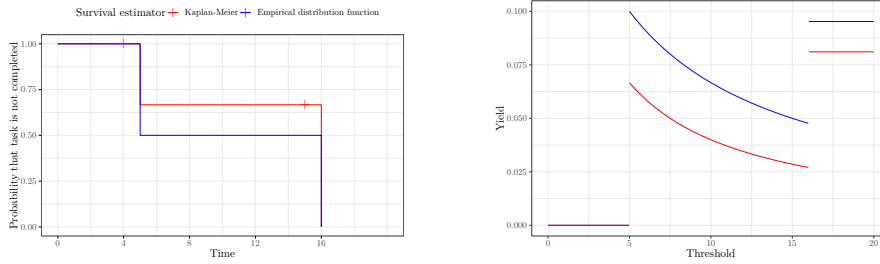 Survival estimator Kaplan-Meier Empirical distribution function
Probability that task is not completed
1.00
0.75
0.50
0.25
0.00
0 4 8 12 16
Time
Yield
0.100
0.075
0.050
0.025
0.000
0 5 10 15 20
Threshold